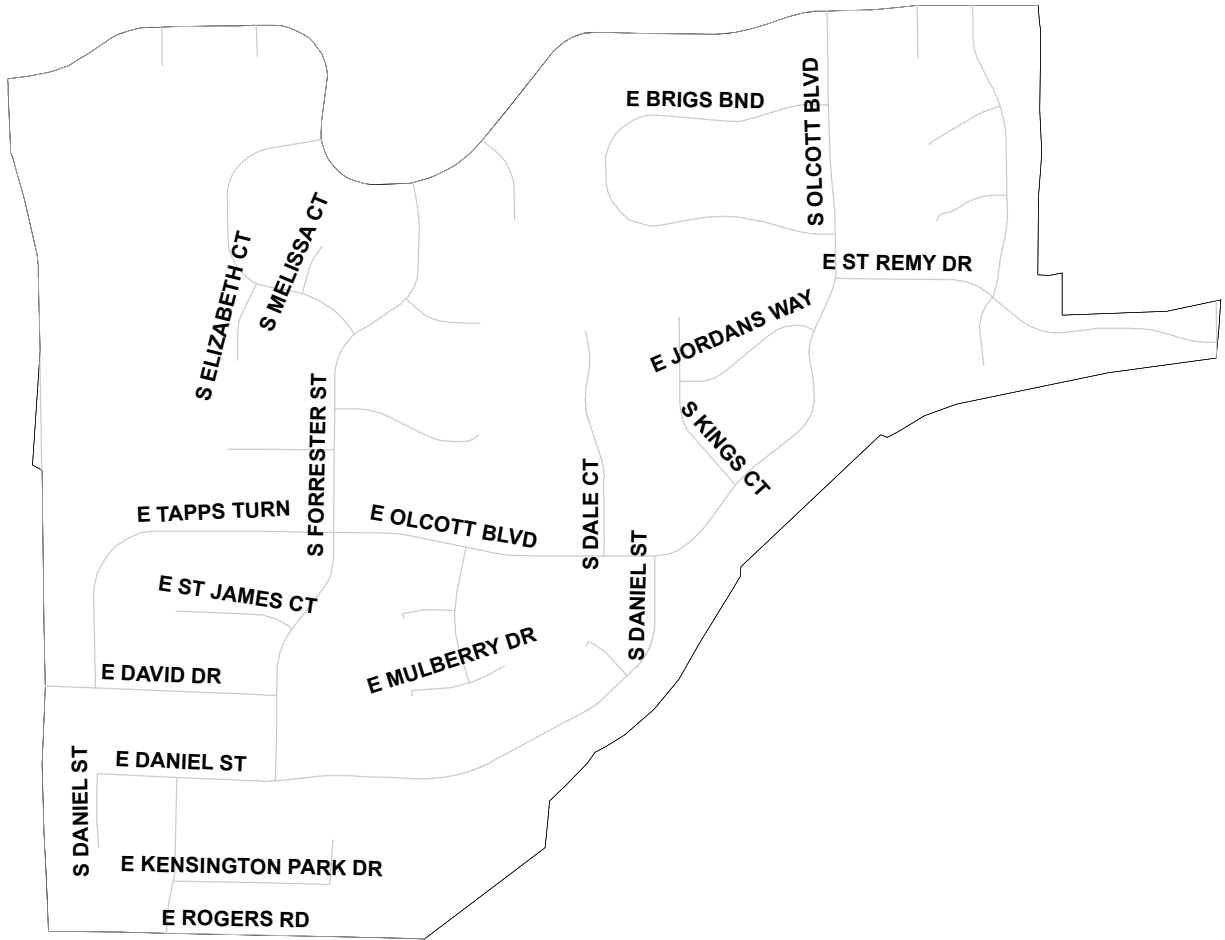 S OLCOTT BLVD
E BRIGS BND
S MELISSA CT
S ELIZABETH CT
E ST REMY DR
E JORDANS WAY
S FORRESTER ST
S KINGS CT
S DALE CT
E TAPPS TURN
E OLCOTT BLVD
S DANIEL ST
E ST JAMES CT
E MULBERRY DR
E DAVID DR
E DANIEL ST
S DANIEL ST
E KENSINGTON PARK DR
E ROGERS RD